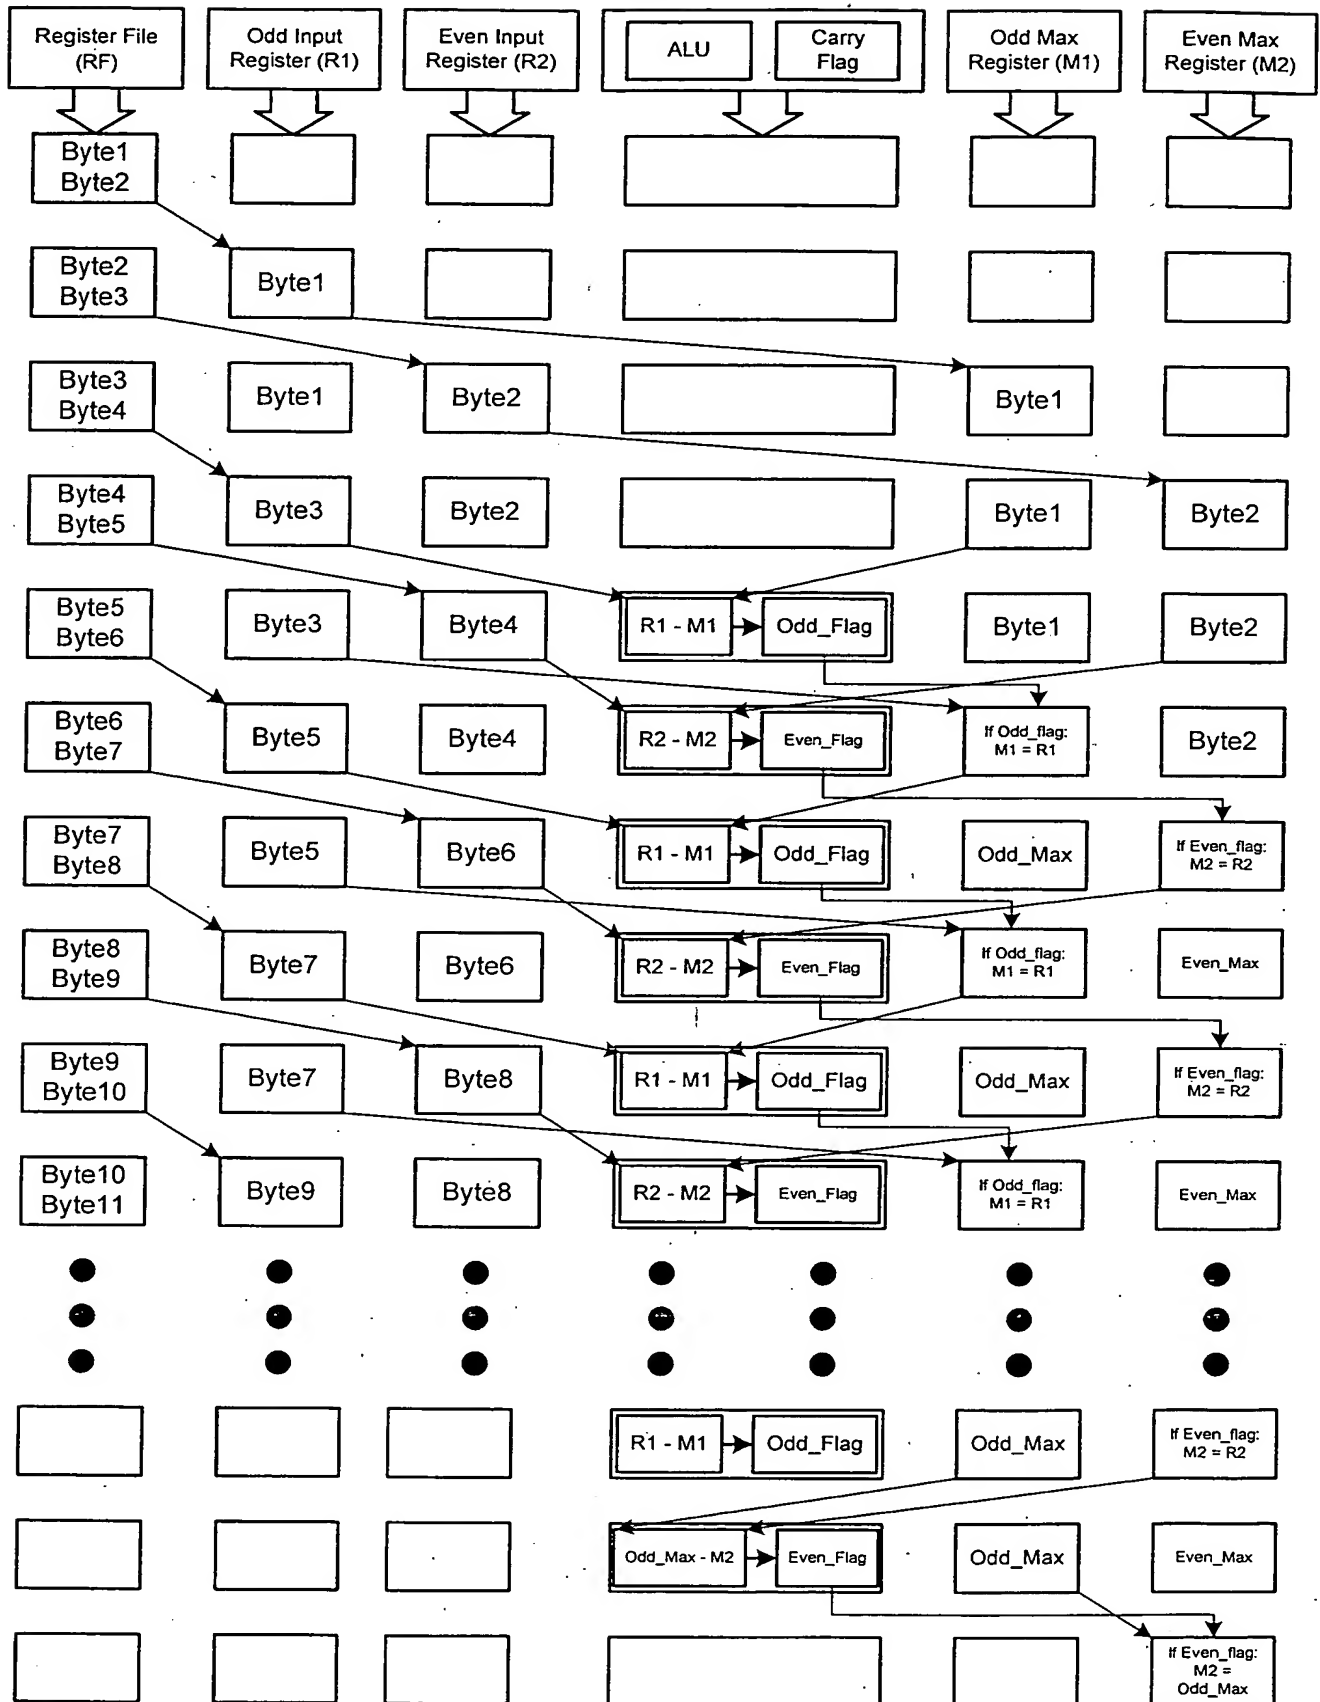 Register File
(RF)
Odd Input
Register (R1)
Even Input
Register (R2)
ALU
Carry
Flag
Odd Max
Register (M1)
Even Max
Register (M2)
Byte1
Byte2
Byte2
Byte3
Byte1
Byte3
Byte4
Byte1
Byte2
Byte1
Byte4
Byte5
Byte3
Byte2
Byte1
Byte2
Byte5
Byte6
Byte3
Byte4
R1 - M1
Odd_Flag
Byte1
Byte2
Byte6
Byte7
Byte5
Byte4
R2 - M2
Even_Flag
If Odd_flag:
M1 = R1
Byte2
Byte7
Byte8
Byte5
Byte6
R1 - M1
Odd_Flag
Odd_Max
If Even_flag:
M2 = R2
Byte8
Byte9
Byte7
Byte6
R2 - M2
Even_Flag
If Odd_flag:
M1 = R1
Even_Max
Byte9
Byte10
Byte7
Byte8
R1 - M1
Odd_Flag
Odd_Max
If Even_flag:
M2 = R2
Byte10
Byte11
Byte9
Byte8
R2 - M2
Even_Flag
If Odd_flag:
M1 = R1
Even_Max
R1 - M1
Odd_Flag
Odd_Max
If Even_flag:
M2 = R2
Odd_Max - M2
Even_Flag
Odd_Max
Even_Max
If Even_flag:
M2 =
Odd_Max